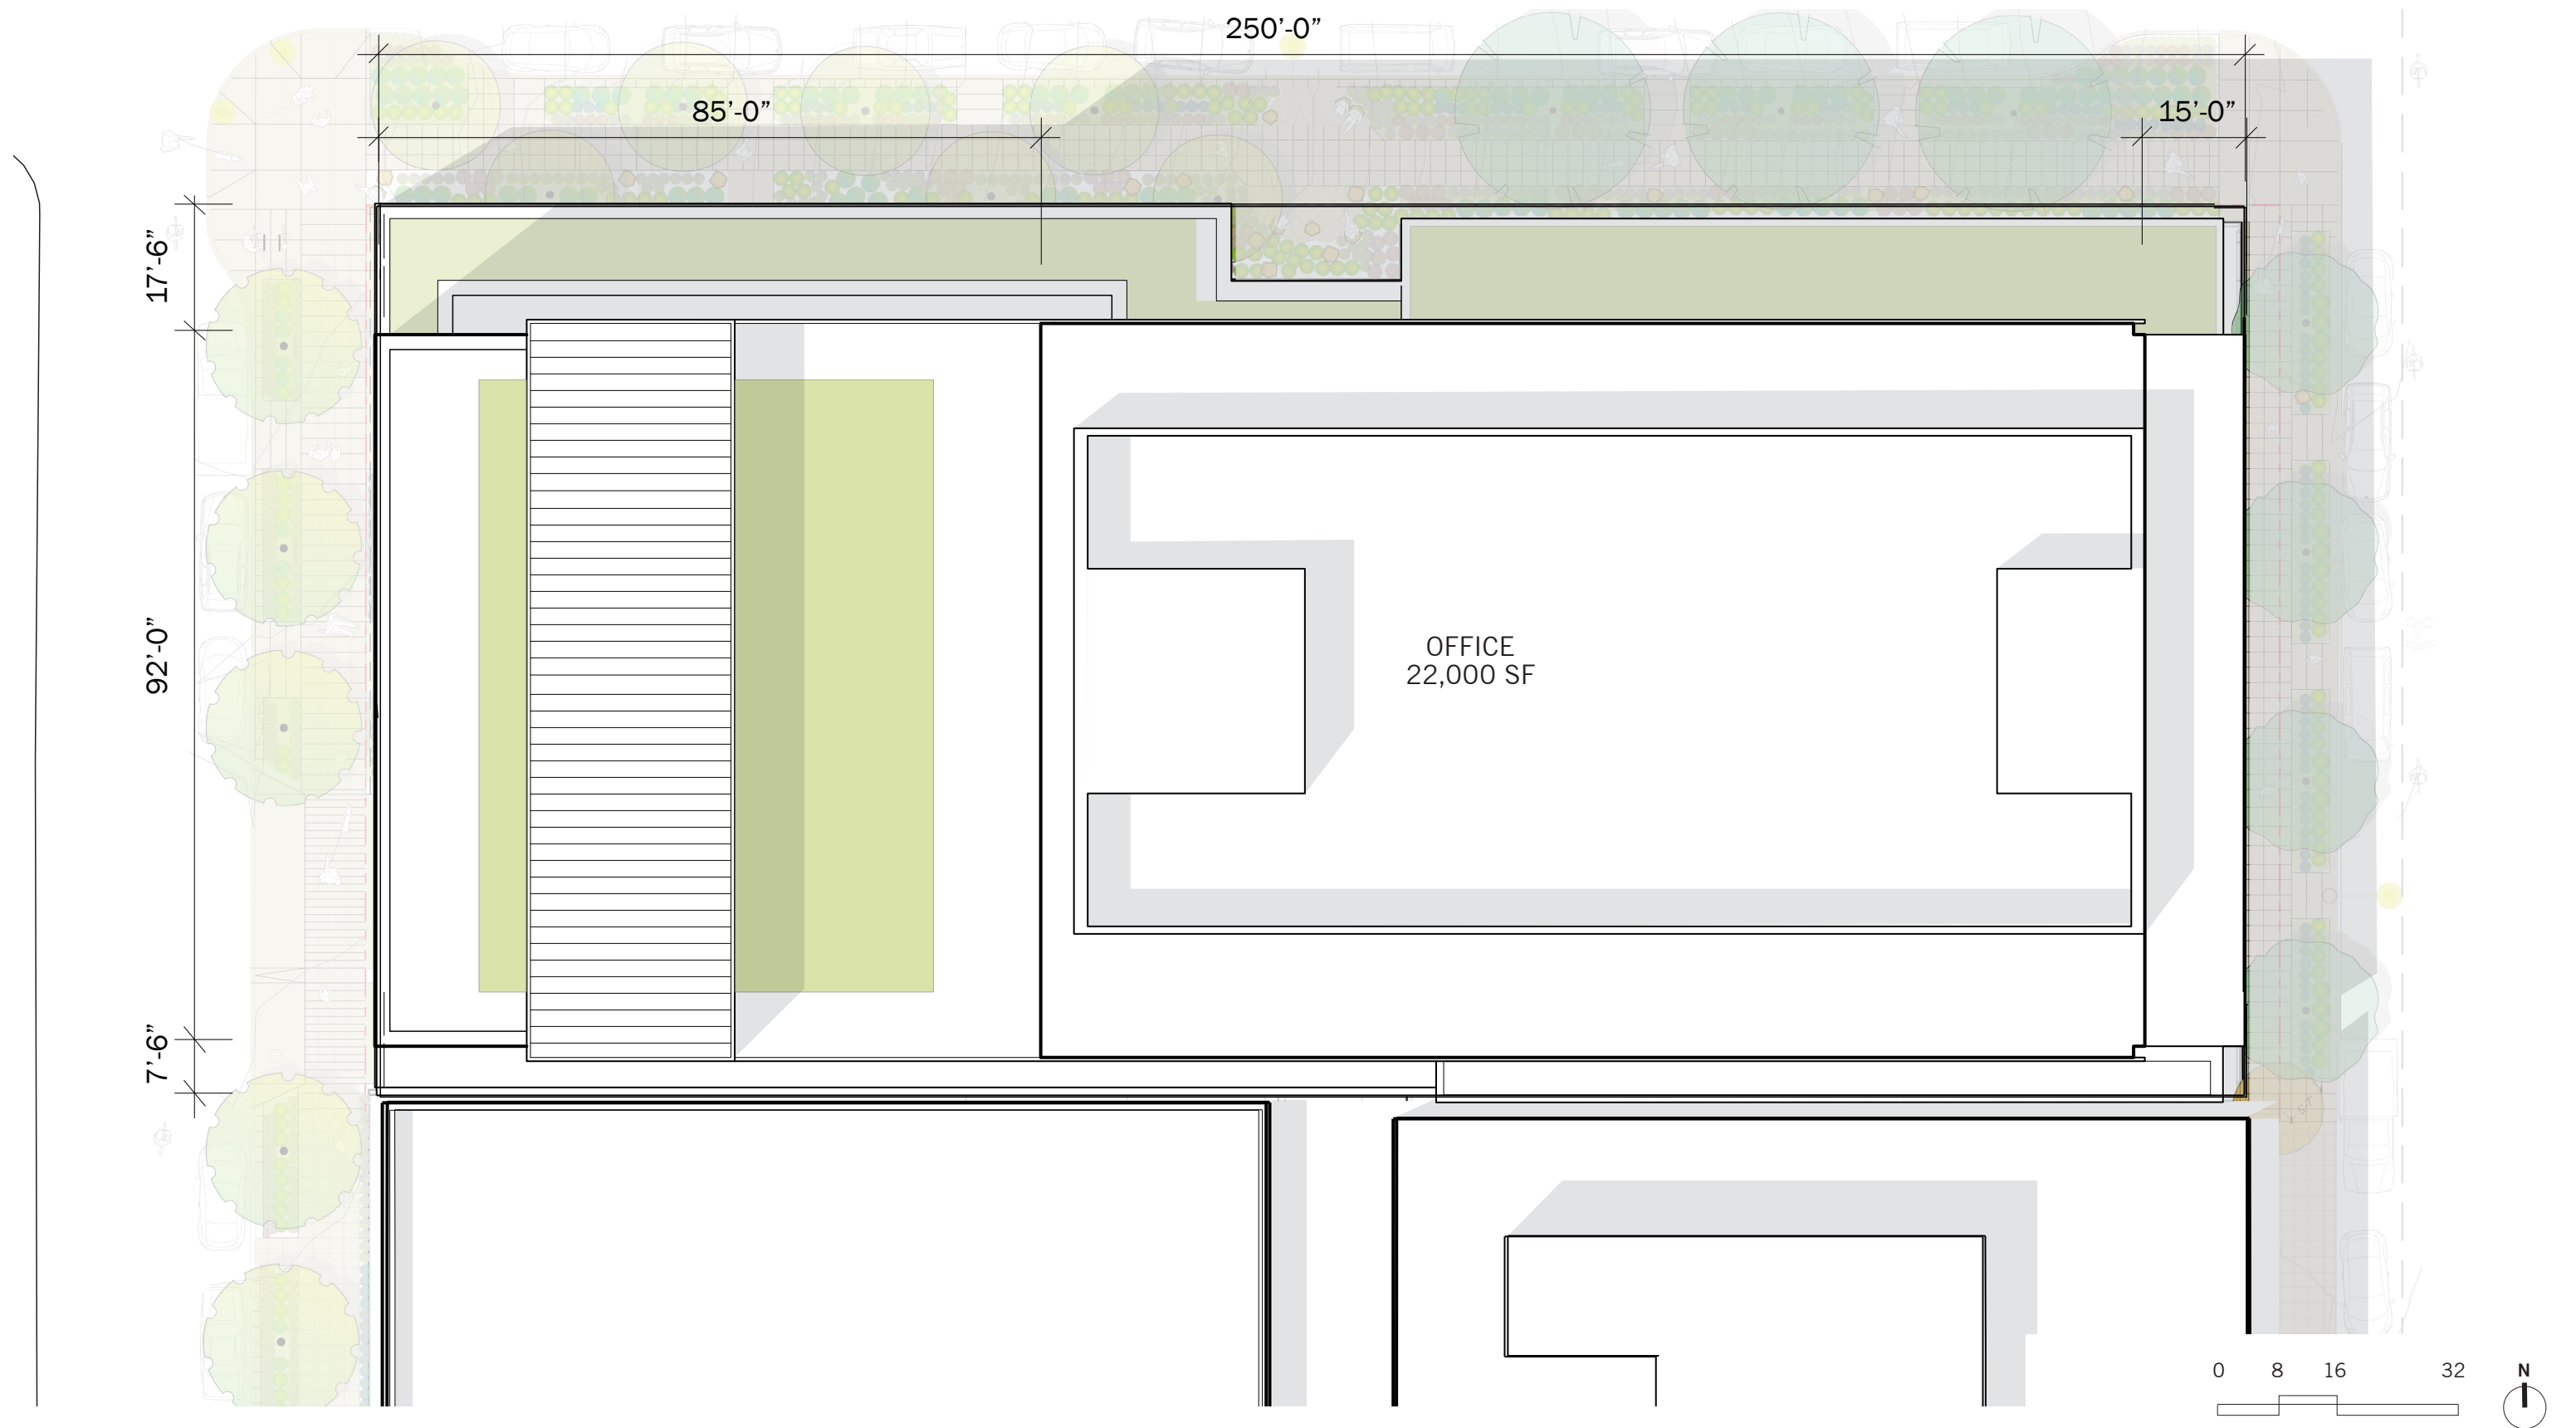 250’-0”
85’-0”
15’-0”
17’-6”
92’-0”
7’-6”
OFFICE
22,000 SF
0 8 16 32
N